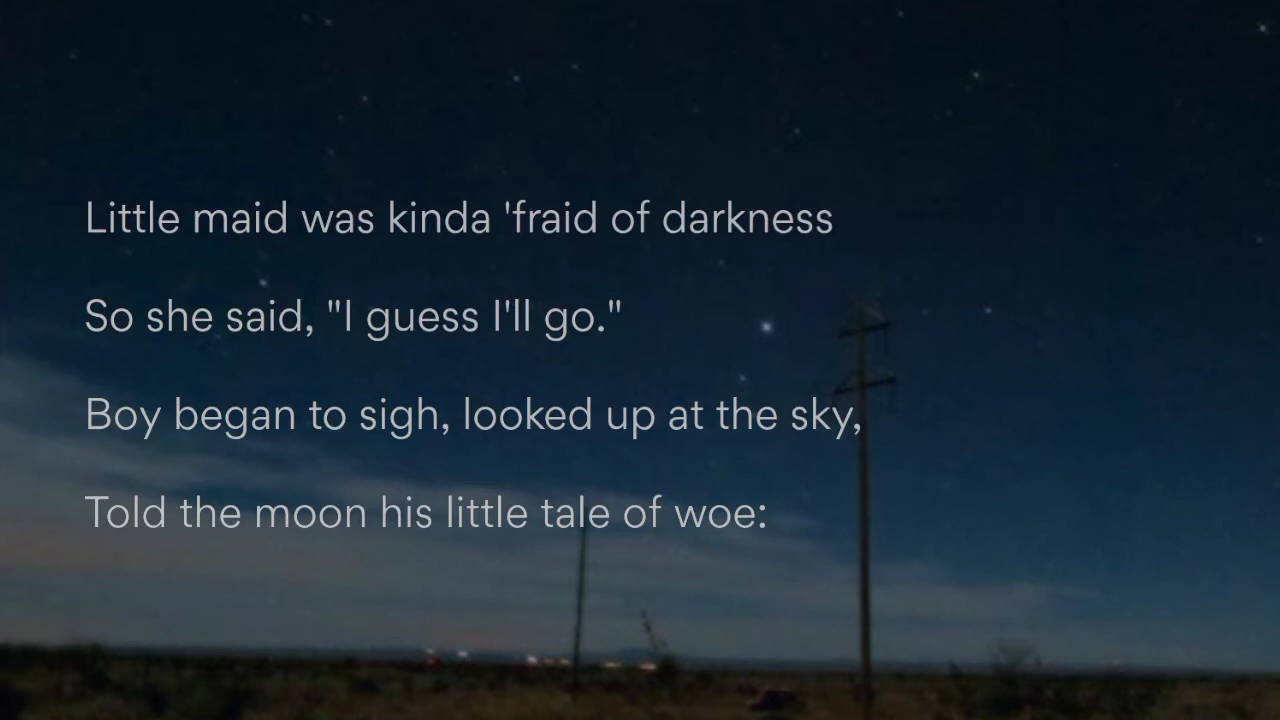 Little maid was kinda 'fraid of darkness
So she said, "I guess I'll go."
Boy began to sigh, looked up at the sky,
Told the moon his little tale of woe: